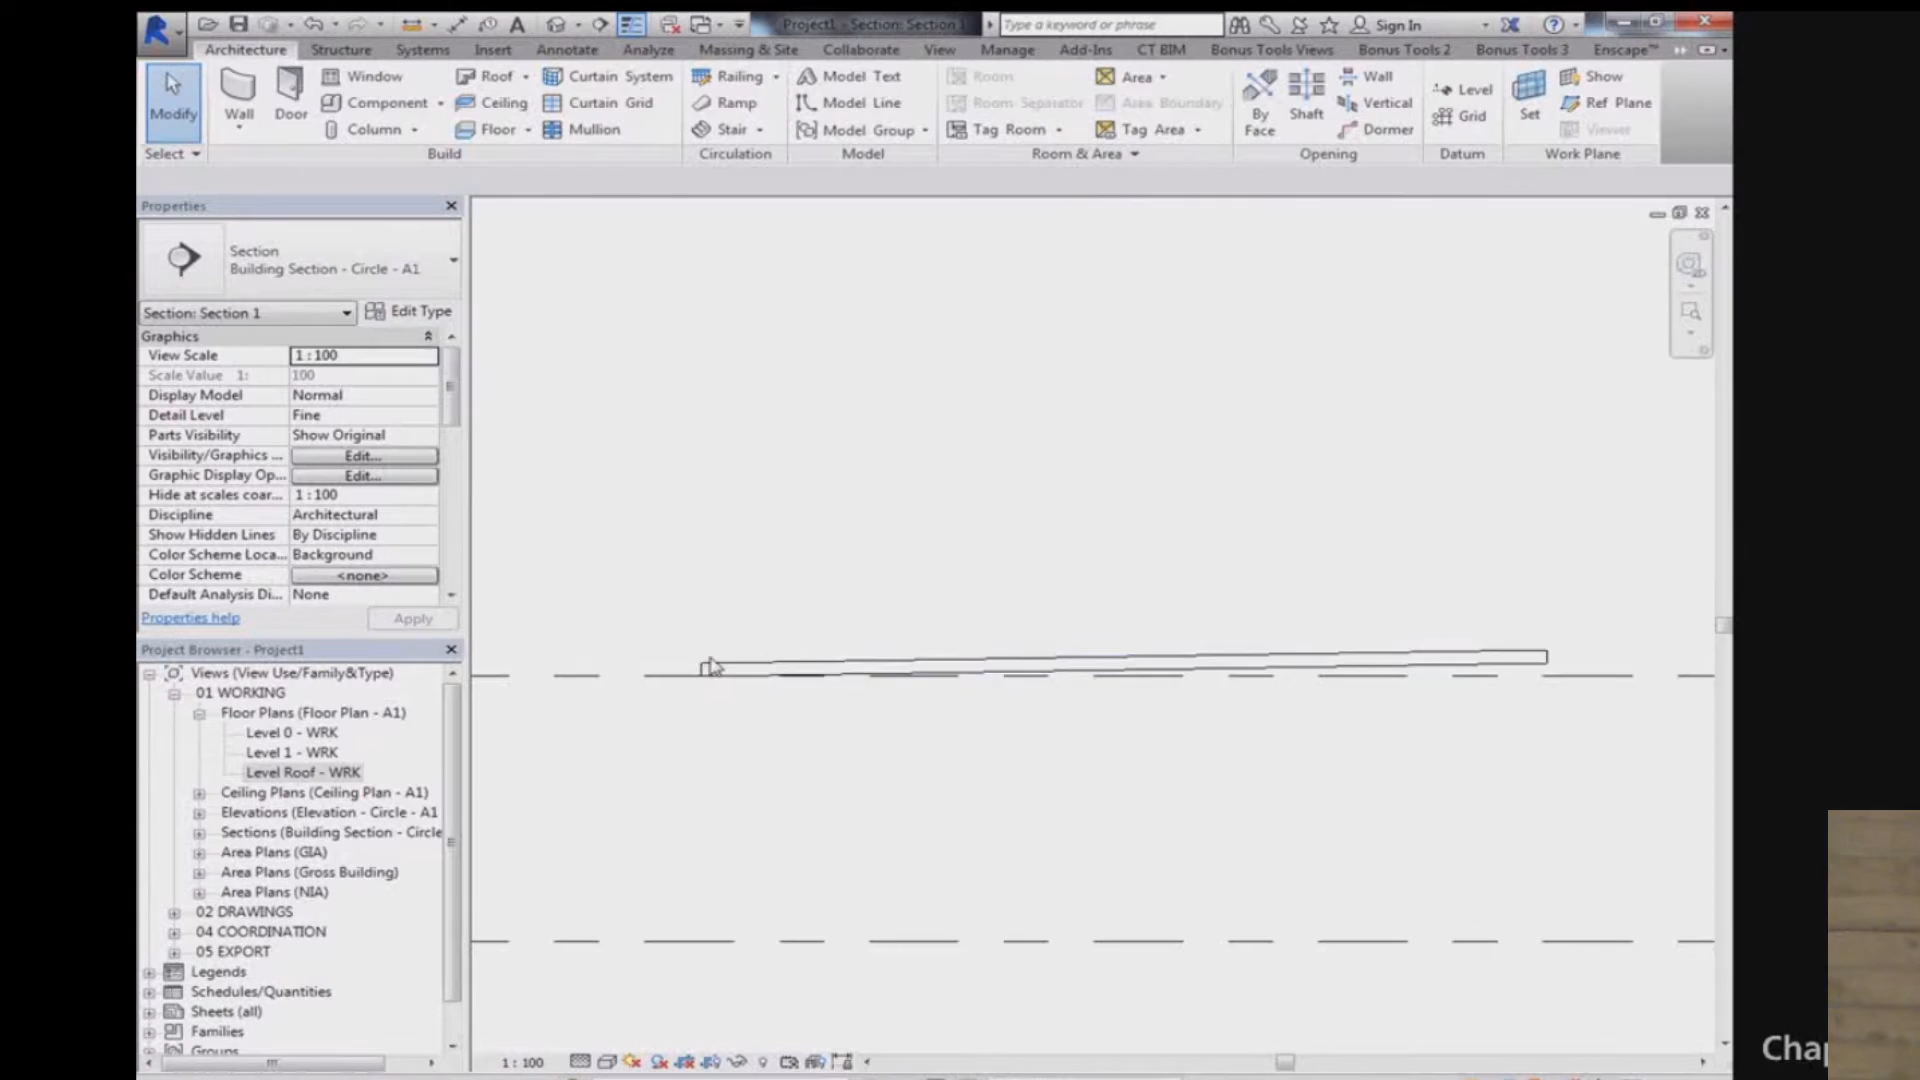 Project1 - Section: Section 1
Type a keyword or phrase
Sign In
Architecture Structure Systems Insert Annotate Analyze Massing & Site Collaborate View Manage Add-Ins CT BIM Bonus Tools Views Bonus Tools 2 Bonus Tools 3 Enscape™
Modify Wall Door Window Roof Curtain System Railing Model Text Room Area By Face Shaft Wall Level Set Show
Component Ceiling Curtain Grid Ramp Model Line Room Separator Area Boundary Vertical Grid Ref Plane
Column Floor Mullion Stair Model Group Tag Room Tag Area Dormer Viewer
Select Build Circulation Model Room & Area Opening Datum Work Plane
Properties
Section
Building Section - Circle - A1
Section: Section 1 Edit Type
Graphics
View Scale 1 : 100
Scale Value 1: 100
Display Model Normal
Detail Level Fine
Parts Visibility Show Original
Visibility/Graphics ... Edit...
Graphic Display Op... Edit...
Hide at scales coar... 1 : 100
Discipline Architectural
Show Hidden Lines By Discipline
Color Scheme Loca... Background
Color Scheme <none>
Default Analysis Di... None
Properties help Apply
Project Browser - Project1
Views (View Use/Family&Type)
01 WORKING
Floor Plans (Floor Plan - A1)
Level 0 - WRK
Level 1 - WRK
Level Roof - WRK
Ceiling Plans (Ceiling Plan - A1)
Elevations (Elevation - Circle - A1
Sections (Building Section - Circle
Area Plans (GIA)
Area Plans (Gross Building)
Area Plans (NIA)
02 DRAWINGS
04 COORDINATION
05 EXPORT
Legends
Schedules/Quantities
Sheets (all)
Families
Groups
1 : 100
Chap